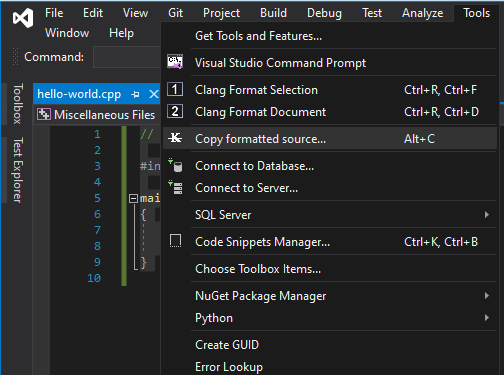 File Edit View Git Project Build Debug Test Analyze Tools
Window Help
Get Tools and Features...
Command:
Visual Studio Command Prompt
hello-world.cpp
1 Clang Format Selection Ctrl+R, Ctrl+F
Miscellaneous Files
2 Clang Format Document Ctrl+R, Ctrl+D
Toolbox
Test Explorer
1 //
2
3 #in
4
5 mai
6 {
7
8
9 }
10
Copy formatted source... Alt+C
Connect to Database...
Connect to Server...
SQL Server
Code Snippets Manager... Ctrl+K, Ctrl+B
Choose Toolbox Items...
NuGet Package Manager
Python
Create GUID
Error Lookup